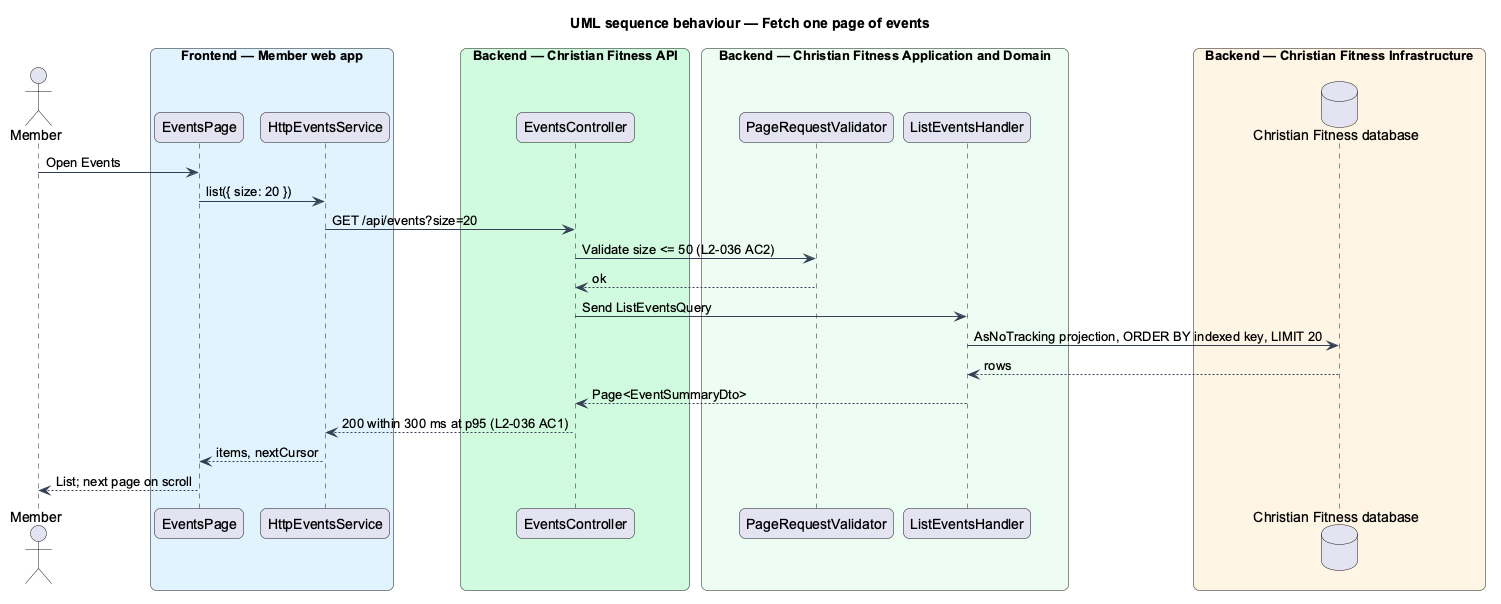 UML sequence behaviour — Fetch one page of events
Frontend — Member web app
Backend — Christian Fitness API
Backend — Christian Fitness Application and Domain
Backend — Christian Fitness Infrastructure
Member
EventsPage
HttpEventsService
EventsController
PageRequestValidator
ListEventsHandler
Christian Fitness database
Open Events
list({ size: 20 })
GET /api/events?size=20
Validate size <= 50 (L2-036 AC2)
ok
Send ListEventsQuery
AsNoTracking projection, ORDER BY indexed key, LIMIT 20
rows
Page<EventSummaryDto>
200 within 300 ms at p95 (L2-036 AC1)
items, nextCursor
List; next page on scroll
Member
EventsPage
HttpEventsService
EventsController
PageRequestValidator
ListEventsHandler
Christian Fitness database